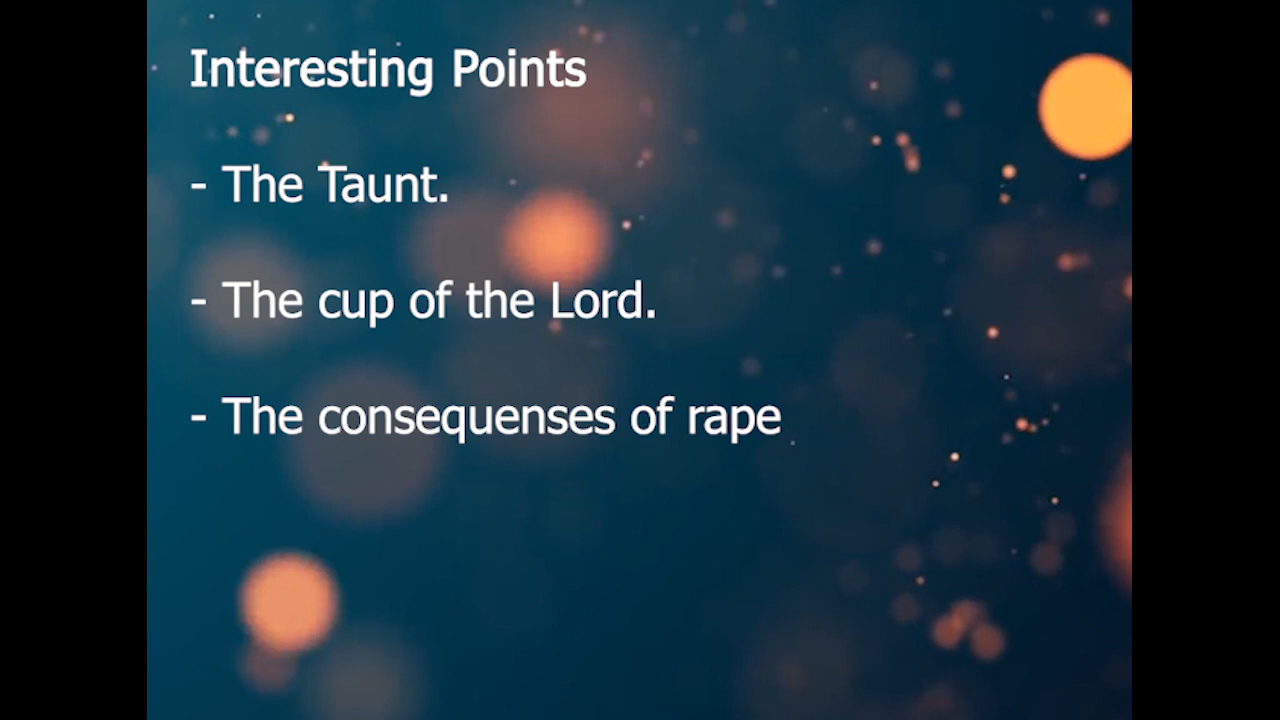 Interesting Points
- The Taunt.
- The cup of the Lord.
- The consequenses of rape